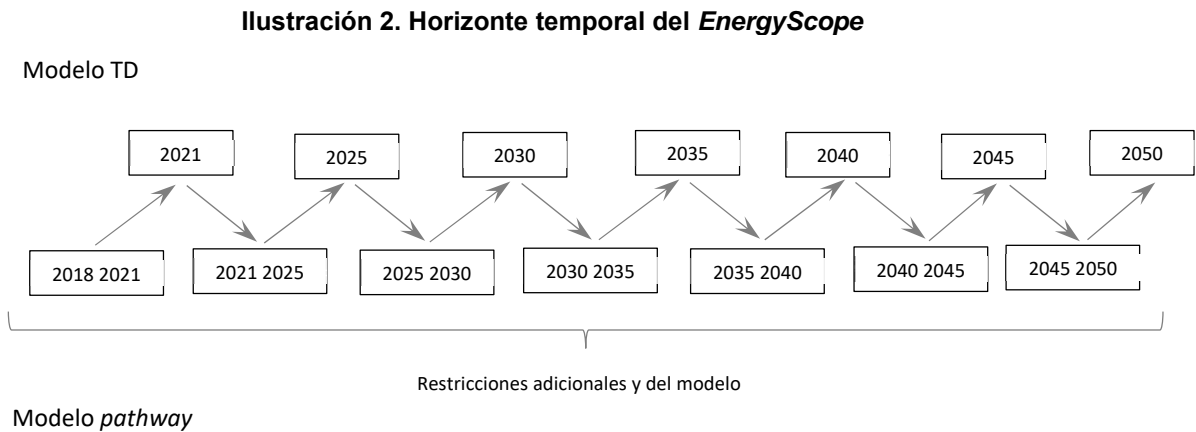 Ilustración 2. Horizonte temporal del EnergyScope
Modelo TD
2021 2025 2030 2035 2040 2045 2050
2018 2021 2021 2025 2025 2030 2030 2035 2035 2040 2040 2045 2045 2050
Restricciones adicionales y del modelo
Modelo pathway